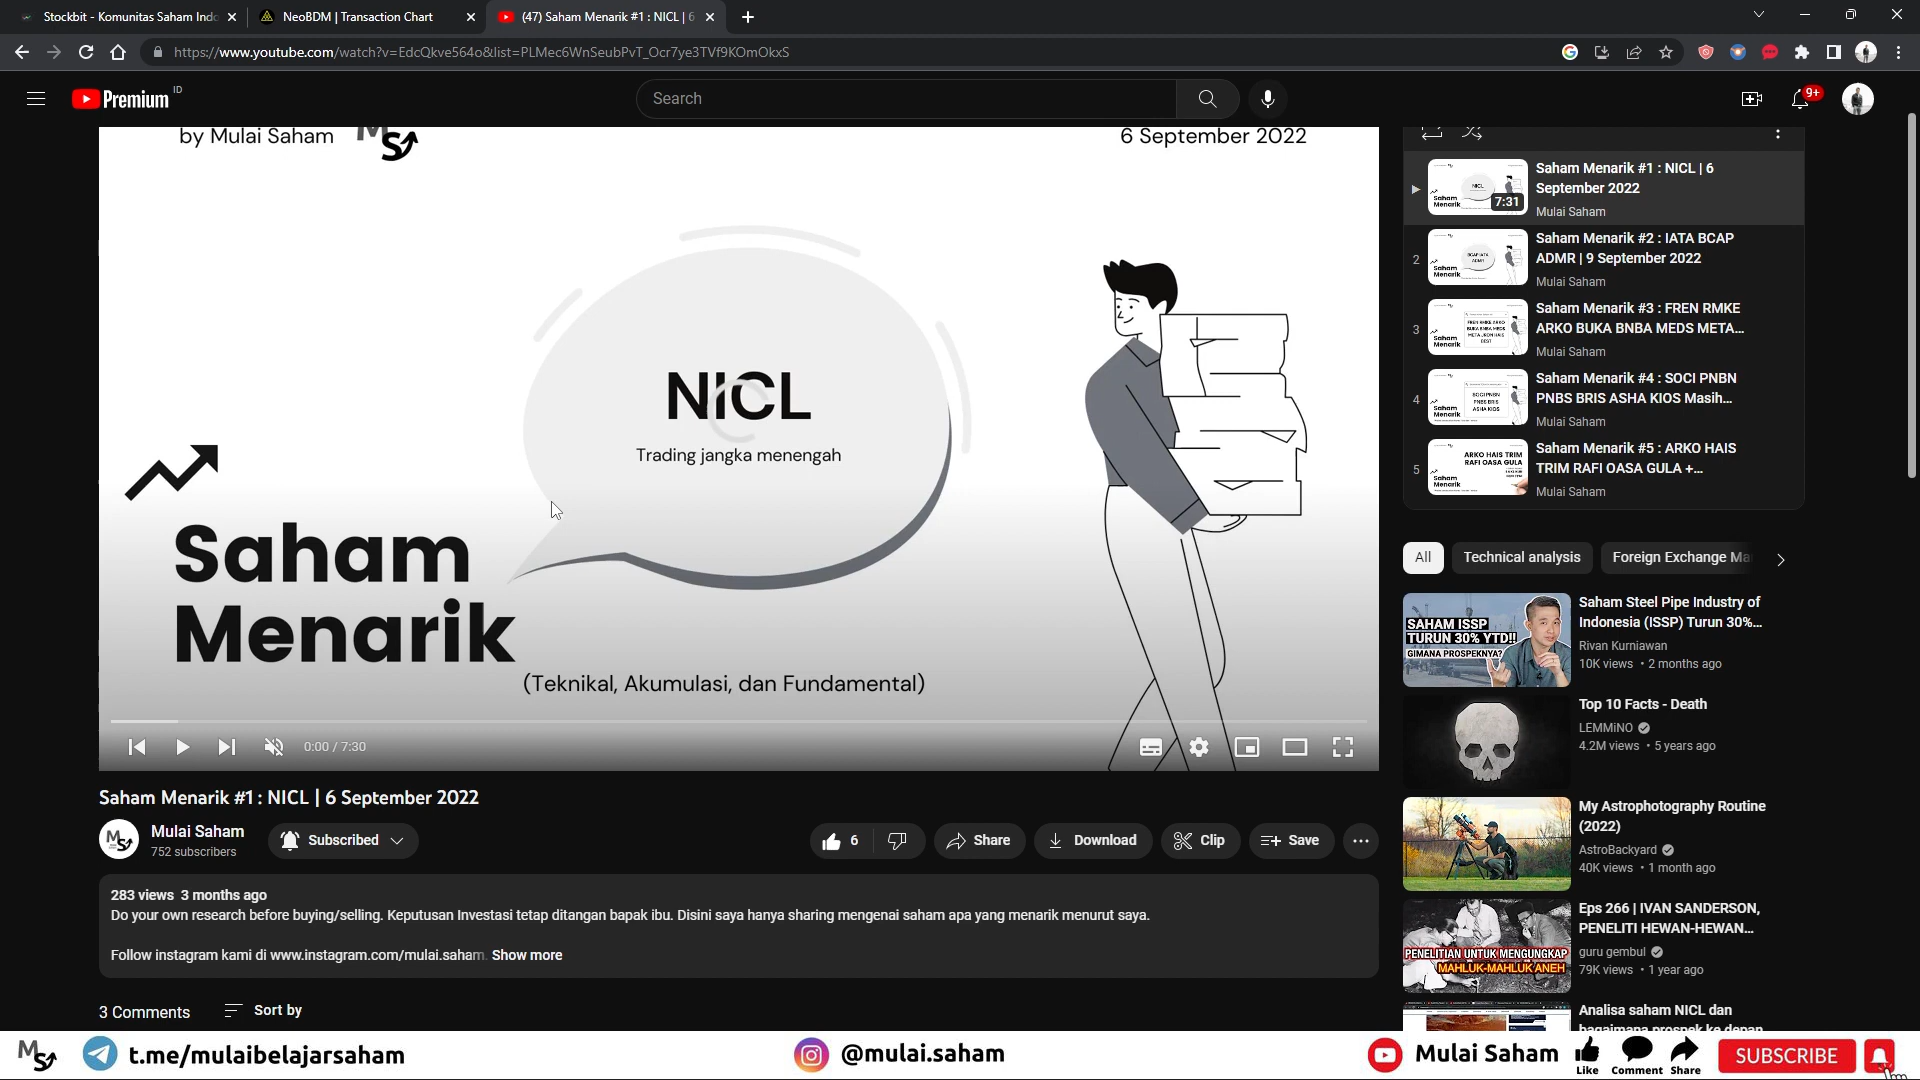 Stockbit - Komunitas Saham Indo
NeoBDM | Transaction Chart
(47) Saham Menarik #1 : NICL | 6
https://www.youtube.com/watch?v=EdcQkve564o&list=PLMec6WnSeubPvT_Ocr7ye3TVf9KOmOkxS
Premium ID
Search
9+
by Mulai Saham
MS
6 September 2022
NICL
Trading jangka menengah
Saham
Menarik
(Teknikal, Akumulasi, dan Fundamental)
0:00 / 7:30
Saham Menarik #1 : NICL | 6 September 2022
Mulai Saham
752 subscribers
Subscribed
6
Share
Download
Clip
Save
283 views 3 months ago
Do your own research before buying/selling. Keputusan Investasi tetap ditangan bapak ibu. Disini saya hanya sharing mengenai saham apa yang menarik menurut saya.
Follow instagram kami di www.instagram.com/mulai.saham. Show more
3 Comments
Sort by
7:31
Saham Menarik #1 : NICL | 6
September 2022
Mulai Saham
2
Saham Menarik #2 : IATA BCAP
ADMR | 9 September 2022
Mulai Saham
3
Saham Menarik #3 : FREN RMKE
ARKO BUKA BNBA MEDS META...
Mulai Saham
4
Saham Menarik #4 : SOCI PNBN
PNBS BRIS ASHA KIOS Masih...
Mulai Saham
5
Saham Menarik #5 : ARKO HAIS
TRIM RAFI OASA GULA +...
Mulai Saham
All
Technical analysis
Foreign Exchange Ma
SAHAM ISSP
TURUN 30% YTD!!
GIMANA PROSPEKNYA?
Saham Steel Pipe Industry of
Indonesia (ISSP) Turun 30%...
Rivan Kurniawan
10K views • 2 months ago
Top 10 Facts - Death
LEMMiNO
4.2M views • 5 years ago
My Astrophotography Routine
(2022)
AstroBackyard
40K views • 1 month ago
PENELITIAN UNTUK MENGUNGKAP
MAHLUK-MAHLUK ANEH
Eps 266 | IVAN SANDERSON,
PENELITI HEWAN-HEWAN...
guru gembul
79K views • 1 year ago
Analisa saham NICL dan
bagaimana prospek ke depan
MS
t.me/mulaibelajarsaham
@mulai.saham
Mulai Saham
Like
Comment
Share
SUBSCRIBE